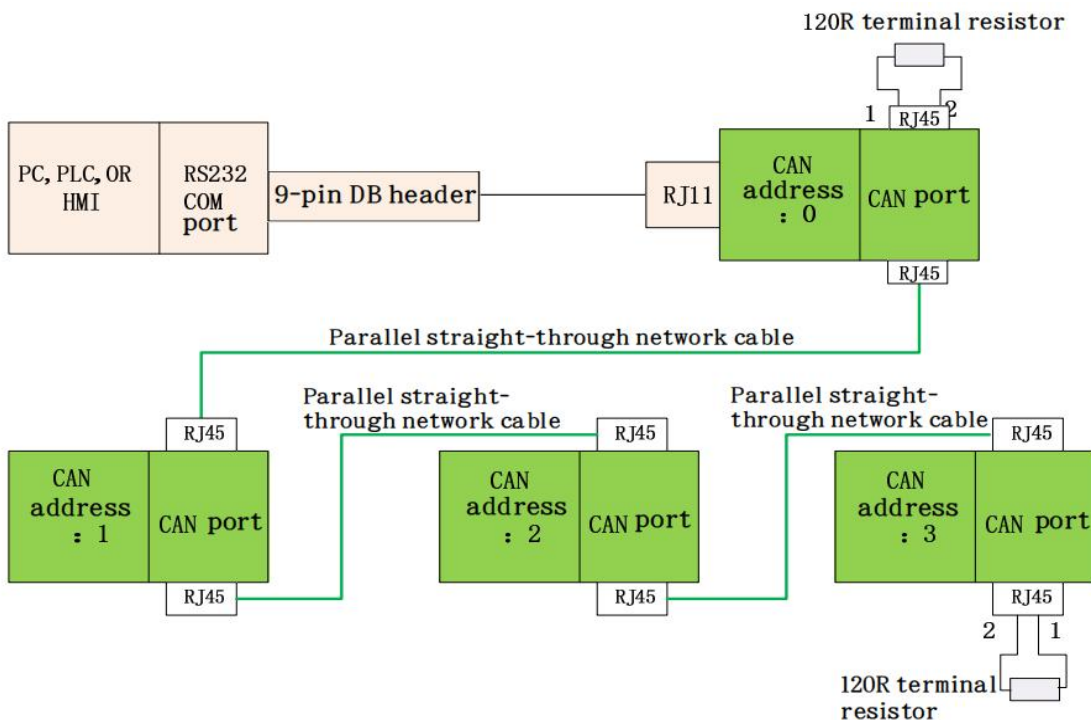 120R terminal resistor
1
2
RJ45
PC, PLC, OR
HMI
RS232
COM
port
9-pin DB header
RJ11
CAN
address
: 0
CAN port
RJ45
Parallel straight-through network cable
Parallel straight-
through network cable
Parallel straight-
through network cable
RJ45
RJ45
RJ45
CAN
address
: 1
CAN port
CAN
address
: 2
CAN port
CAN
address
: 3
CAN port
RJ45
RJ45
RJ45
2
1
120R terminal
resistor